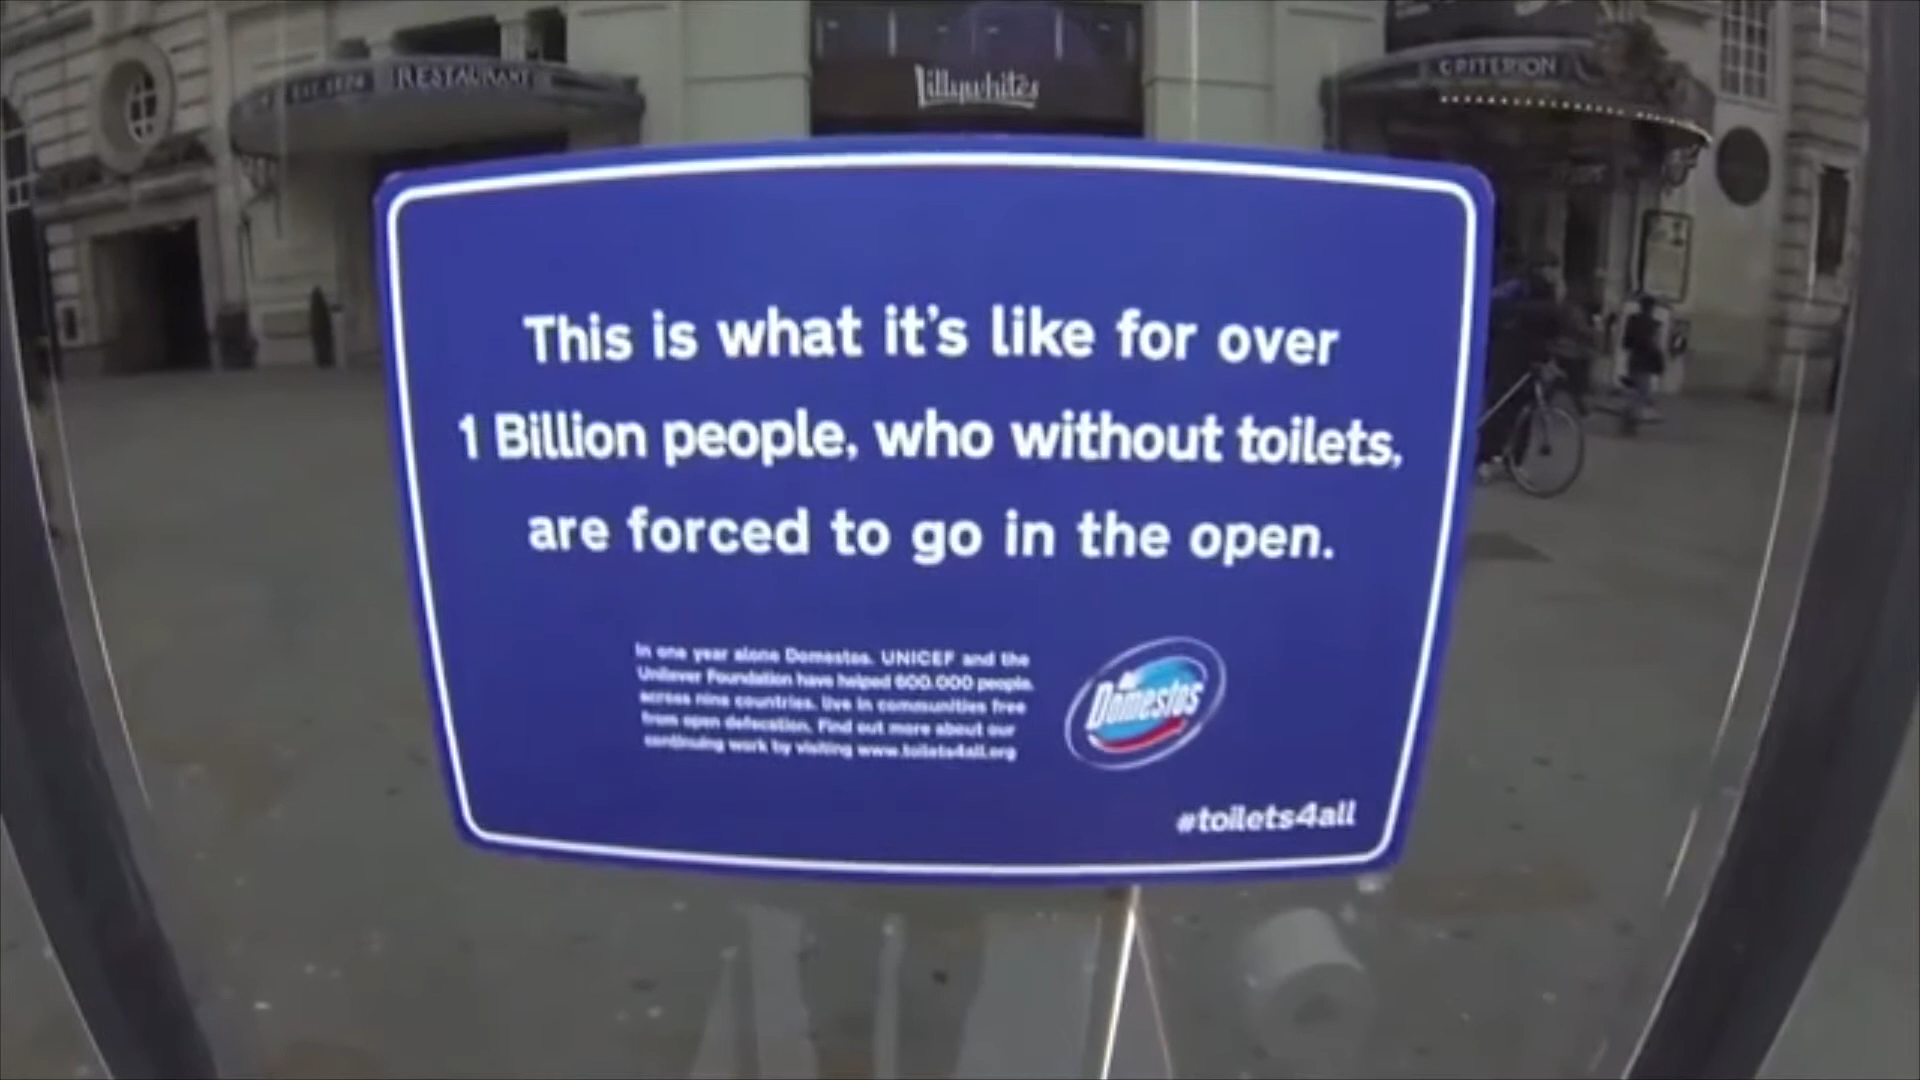 EST 1874 RESTAURANT
Lillywhites
CRITERION
This is what it's like for over
1 Billion people, who without toilets,
are forced to go in the open.
In one year alone Domestos, UNICEF and the
Unilever Foundation have helped 600,000 people,
across nine countries, live in communities free
from open defecation. Find out more about our
continuing work by visiting www.toilets4all.org
Domestos
#toilets4all